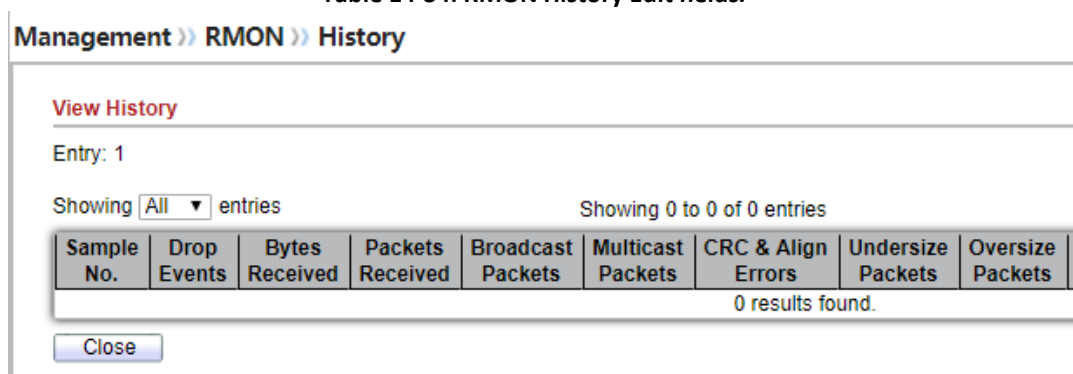 Management » RMON » History
View History
Entry: 1
Showing All ▼ entries
Showing 0 to 0 of 0 entries
Sample No. Drop Events Bytes Received Packets Received Broadcast Packets Multicast Packets CRC & Align Errors Undersize Packets Oversize Packets
0 results found.
Close